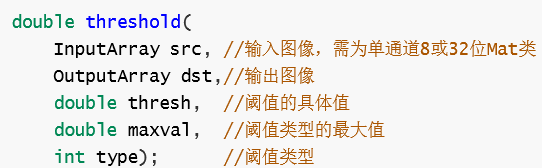 double threshold(
InputArray src, //输入图像，需为单通道8或32位Mat类
OutputArray dst,//输出图像
double thresh, //阈值的具体值
double maxval, //阈值类型的最大值
int type); //阈值类型